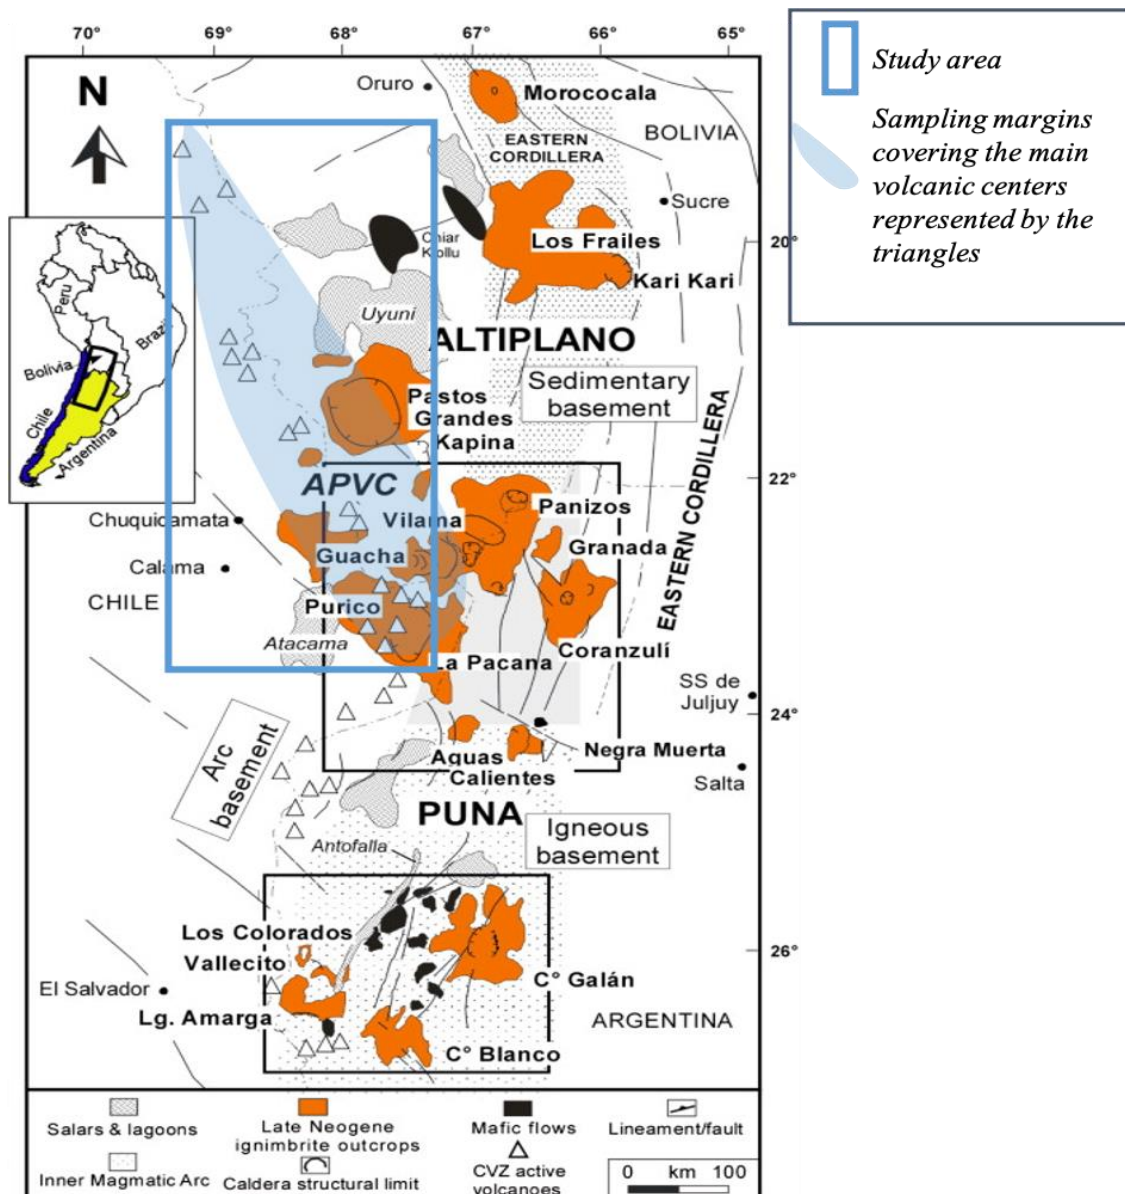 70°
69°
68°
67°
66°
65°
N
Oruro
Morococala
BOLIVIA
EASTERN
CORDILLERA
Sucre
20°
Los Frailes
Chiar
Kkollu
Kari Kari
Uyuni
ALTIPLANO
Sedimentary
basement
Pastos
Grandes
Kapina
EASTERN CORDILLERA
APVC
22°
Chuquicamata
Vilama
Panizos
Granada
Guacha
Calama
CHILE
Purico
Atacama
La Pacana
Coranzulí
SS de
Juljuy
24°
Arc
basement
Aguas
Calientes
Negra Muerta
Salta
PUNA
Igneous
basement
Antofalla
Los Colorados
Vallecito
26°
El Salvador
Lg. Amarga
C° Galán
ARGENTINA
C° Blanco
Peru
Brazil
Bolivia
Chile
Argentina
Study area
Sampling margins
covering the main
volcanic centers
represented by the
triangles
Salars & lagoons
Late Neogene
ignimbrite outcrops
Mafic flows
Lineament/fault
Inner Magmatic Arc
Caldera structural limit
CVZ active
volcanoes
0 km 100